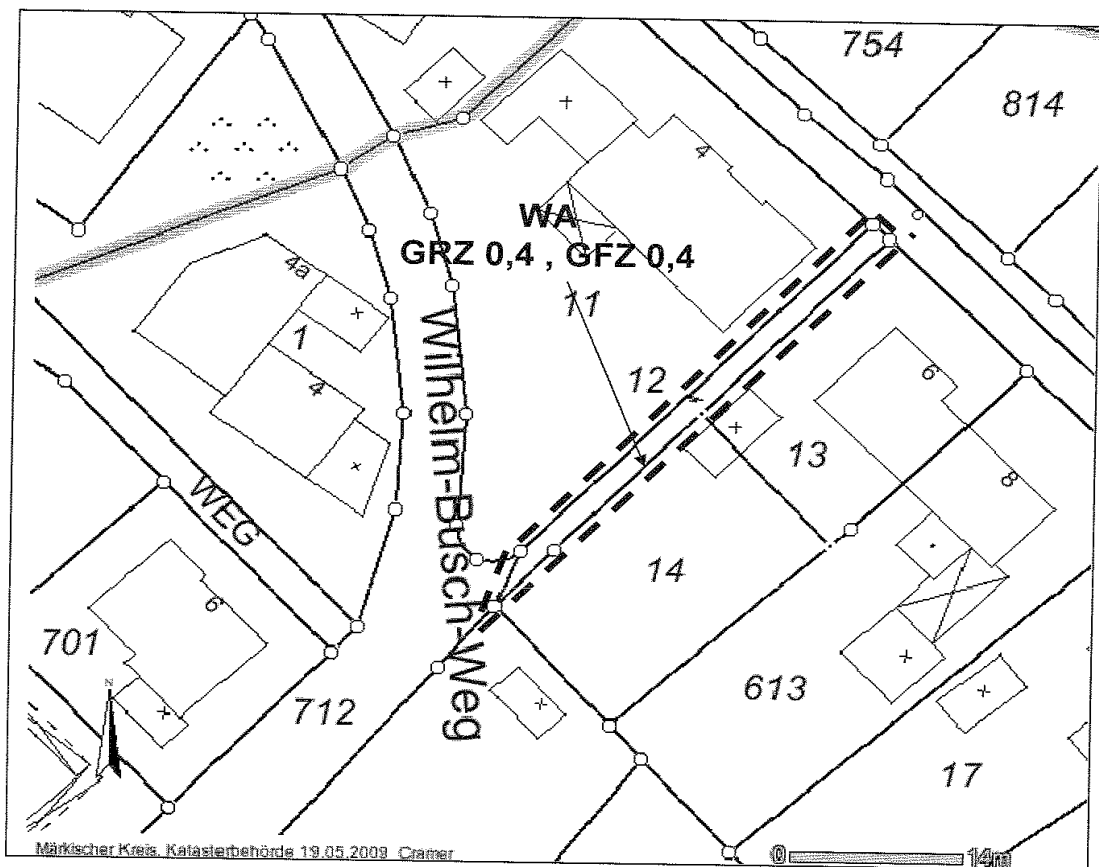 754
814
4
WA
GRZ 0,4 , GFZ 0,4
4a
11
1
4
12
6
13
8
Wilhelm-Busch-Weg
WEG
14
6
701
613
712
N
17
Märkischer Kreis, Katasterbehörde 19.05.2009 Cramer
0 14m